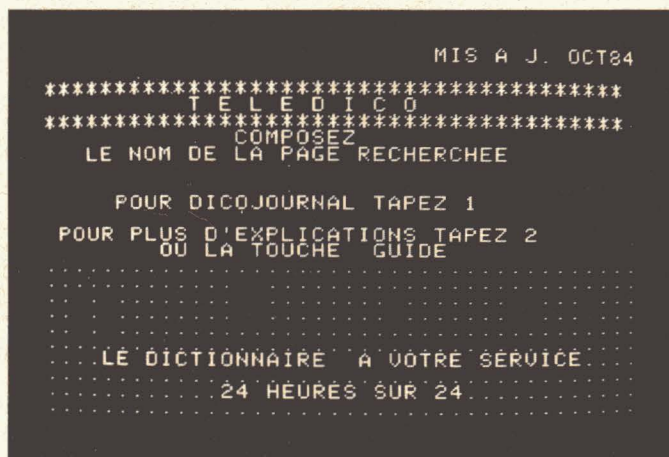 MIS A J. OCT84
****************************************
T E L E D I C O
****************************************
COMPOSEZ
LE NOM DE LA PAGE RECHERCHEE
POUR DICOJOURNAL TAPEZ 1
POUR PLUS D'EXPLICATIONS TAPEZ 2
OU LA TOUCHE GUIDE
LE DICTIONNAIRE A VOTRE SERVICE
24 HEURES SUR 24